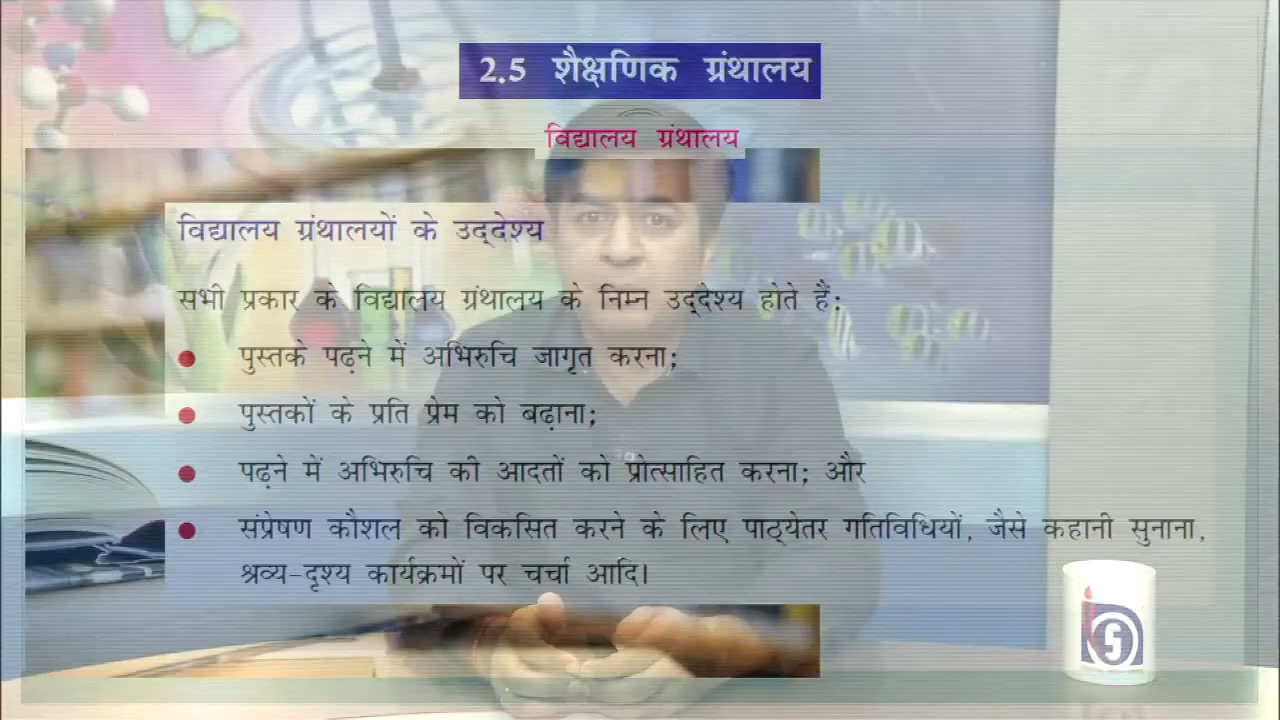 2.5 शैक्षणिक ग्रंथालय
विद्यालय ग्रंथालय
विद्यालय ग्रंथालयों के उद्देश्य
सभी प्रकार के विद्यालय ग्रंथालय के निम्न उद्देश्य होते हैं:
पुस्तके पढ़ने में अभिरुचि जागृत करना;
पुस्तकों के प्रति प्रेम को बढ़ाना;
पढ़ने में अभिरुचि की आदतों को प्रोत्साहित करना; और
संप्रेषण कौशल को विकसित करने के लिए पाठ्येतर गतिविधियों, जैसे कहानी सुनाना,
श्रव्य-दृश्य कार्यक्रमों पर चर्चा आदि।